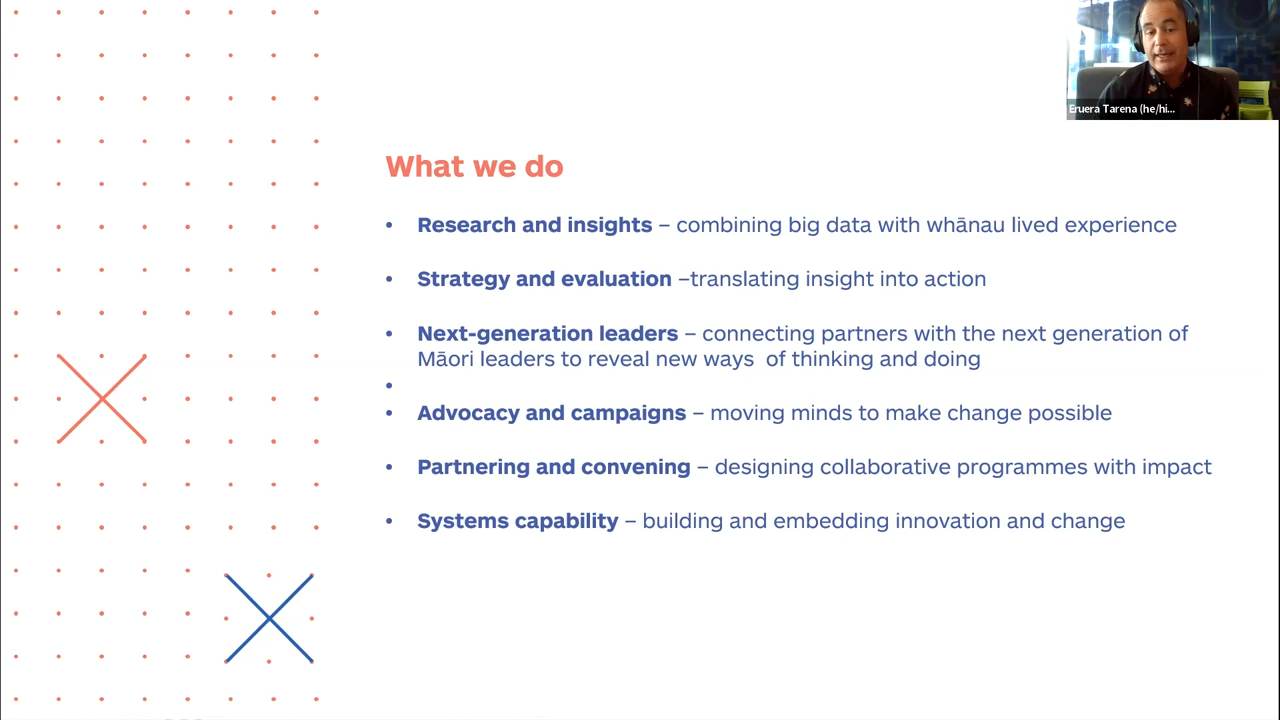 Eruera Tarena (he/hi...
What we do
• Research and insights – combining big data with whānau lived experience
• Strategy and evaluation –translating insight into action
• Next-generation leaders – connecting partners with the next generation of
Māori leaders to reveal new ways  of thinking and doing
•
• Advocacy and campaigns – moving minds to make change possible
• Partnering and convening – designing collaborative programmes with impact
• Systems capability – building and embedding innovation and change